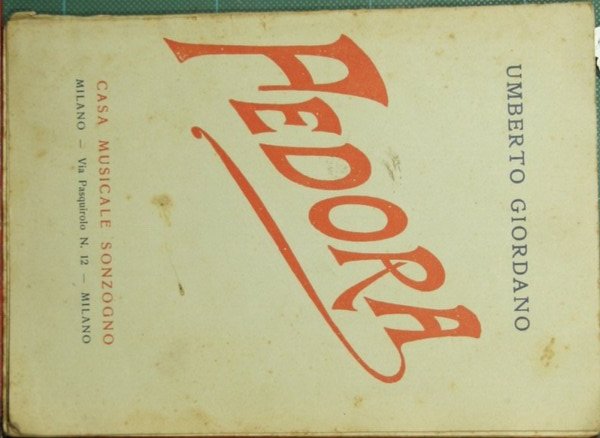 UMBERTO GIORDANO
FEDORA
CASA MUSICALE SONZOGNO
MILANO — Via Pasquirolo N. 12 — MILANO